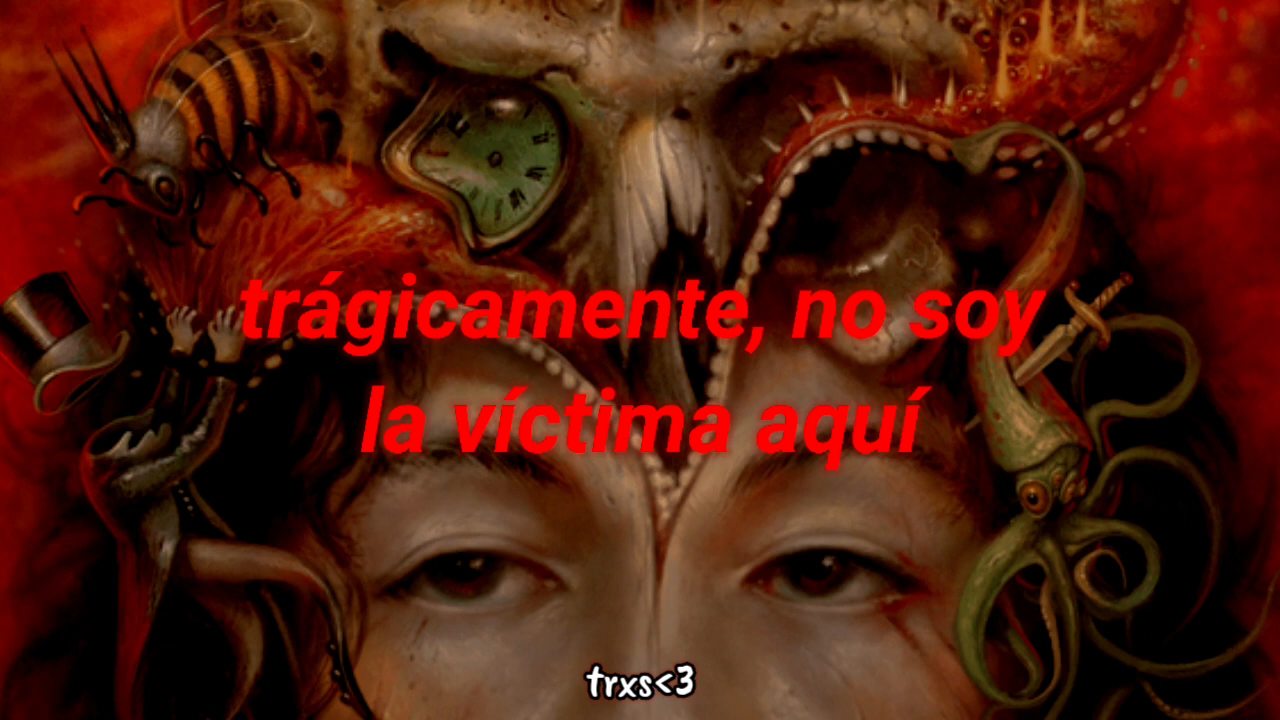 trágicamente, no soy
la víctima aquí
trxs<3